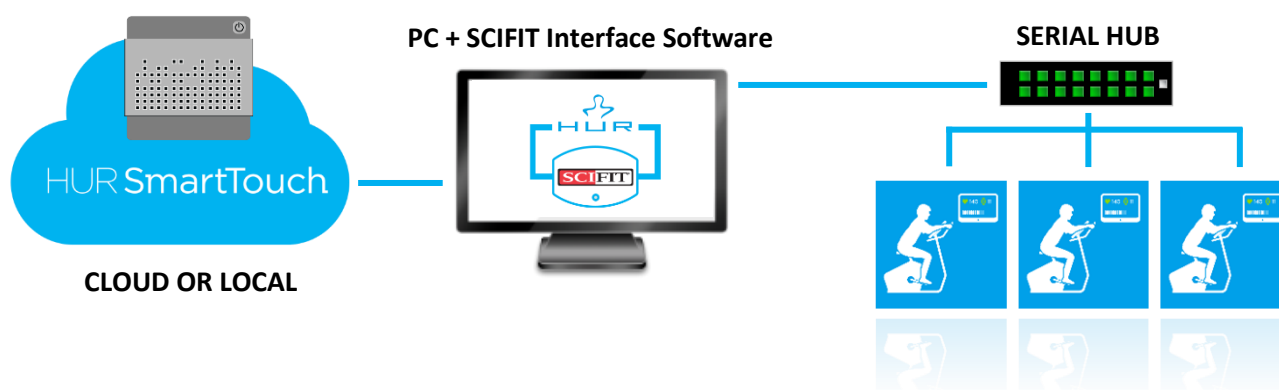 PC + SCIFIT Interface Software
SERIAL HUB
HUR
SCIFIT
HUR SmartTouch
CLOUD OR LOCAL